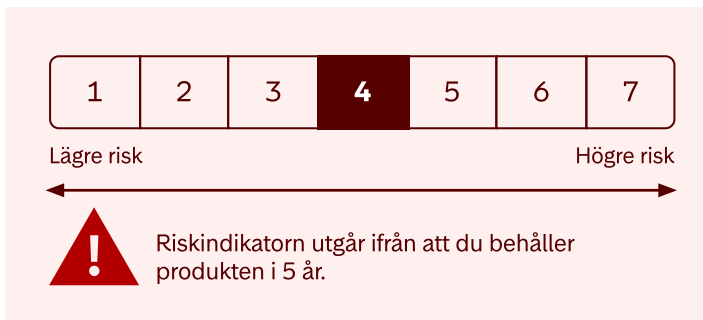 1 2 3 4 5 6 7
Lägre risk Högre risk
!
Riskindikatorn utgår ifrån att du behåller
produkten i 5 år.